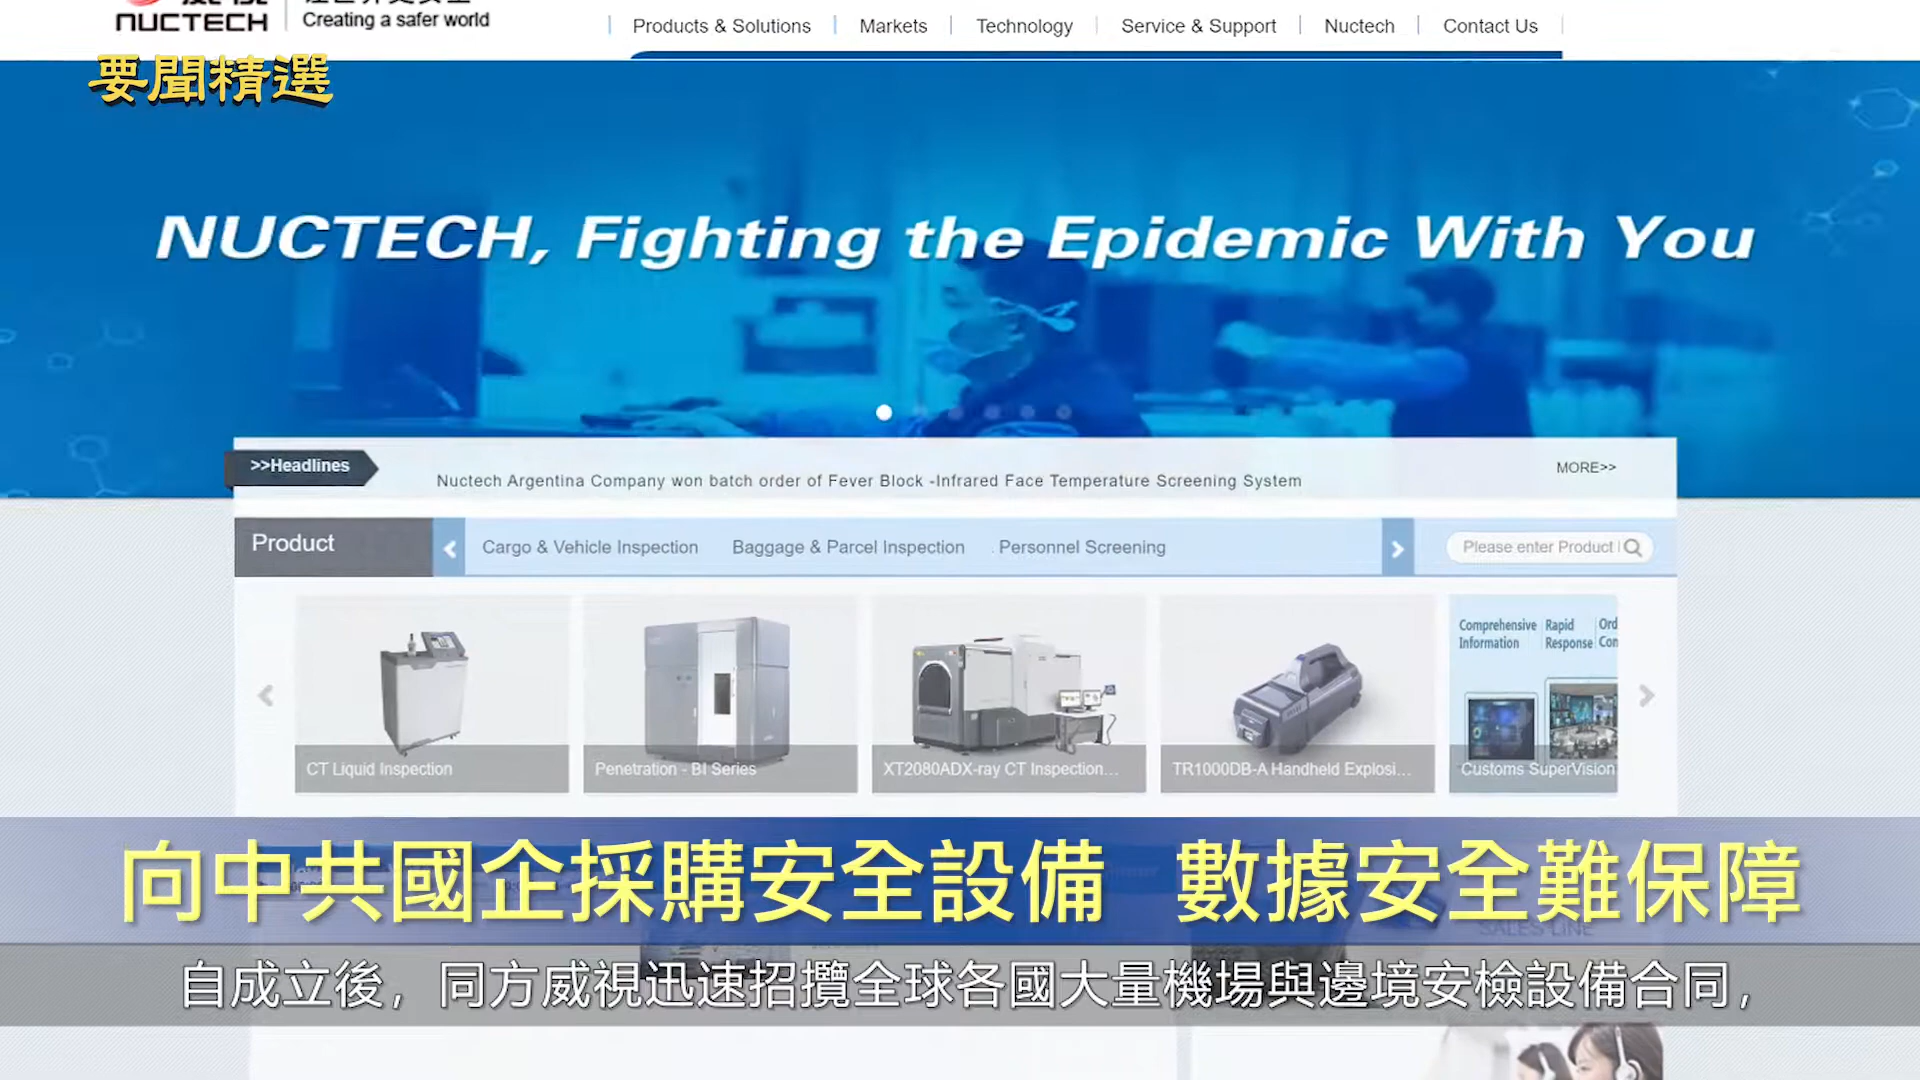 NUCTECH
Creating a safer world
Products & Solutions
Markets
Technology
Service & Support
Nuctech
Contact Us
要聞精選
NUCTECH, Fighting the Epidemic With You
>>Headlines
Nuctech Argentina Company won batch order of Fever Block -Infrared Face Temperature Screening System
MORE>>
Product
Cargo & Vehicle Inspection
Baggage & Parcel Inspection
Personnel Screening
Please enter Product
Comprehensive Information
Rapid Response
CT Liquid Inspection
Penetration - BI Series
XT2080ADX-ray CT Inspection...
TR1000DB-A Handheld Explosi...
Customs SuperVision
向中共國企採購安全設備 數據安全難保障
SALES-LINE
自成立後，同方威視迅速招攬全球各國大量機場與邊境安檢設備合同，